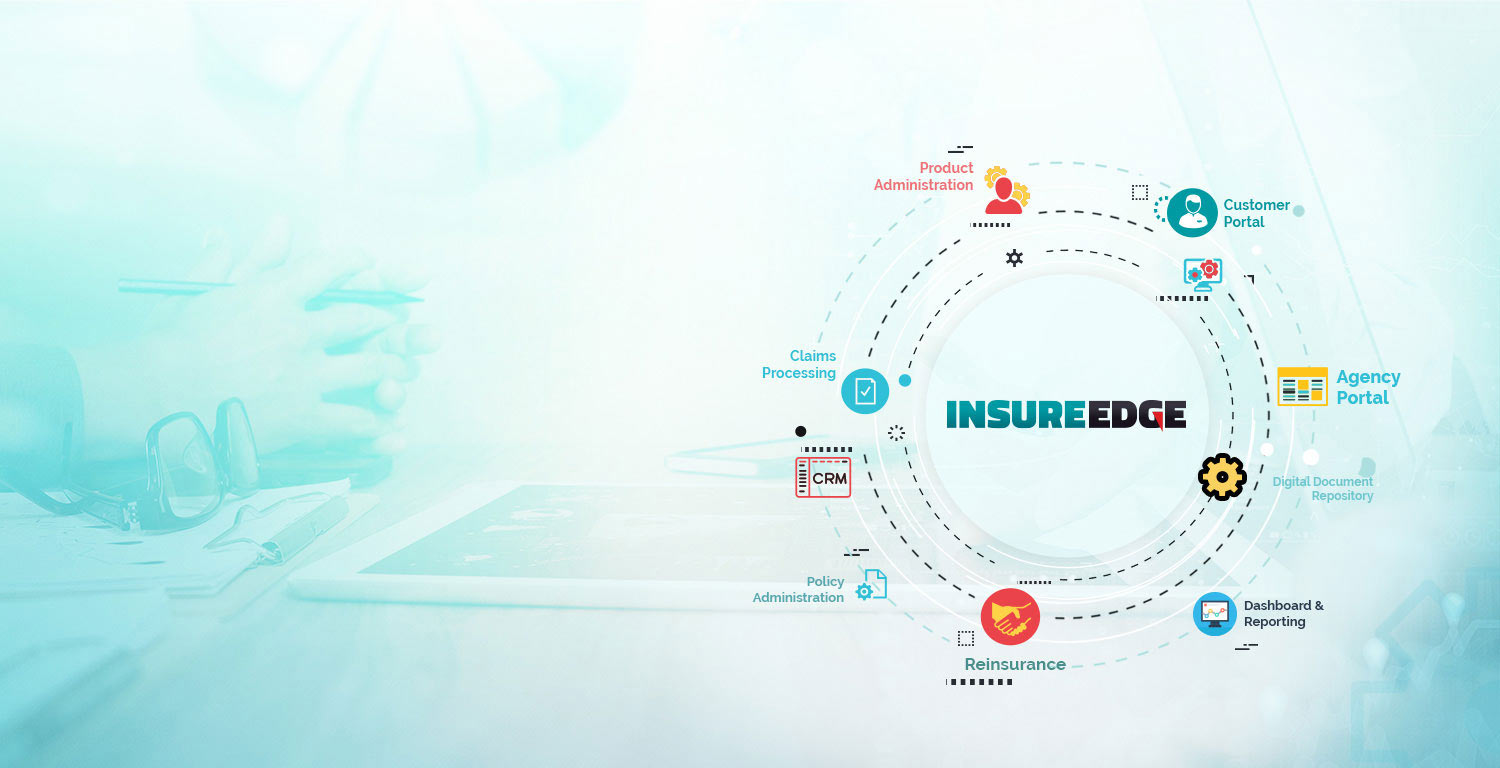 Product
Administration
Customer
Portal
Claims
Processing
Agency
Portal
INSUREEDGE
CRM
Digital Document
Repository
Policy
Administration
Dashboard &
Reporting
Reinsurance